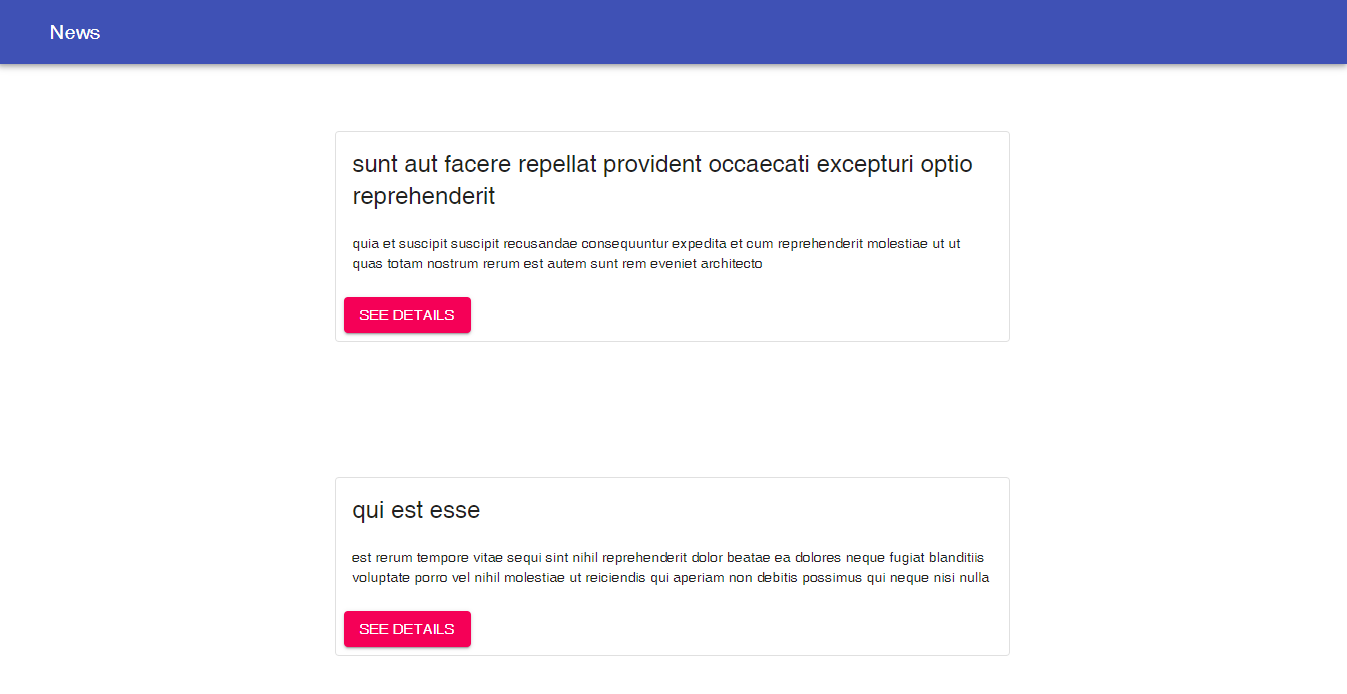 News
sunt aut facere repellat provident occaecati excepturi optio
reprehenderit
quia et suscipit suscipit recusandae consequuntur expedita et cum reprehenderit molestiae ut ut
quas totam nostrum rerum est autem sunt rem eveniet architecto
SEE DETAILS
qui est esse
est rerum tempore vitae sequi sint nihil reprehenderit dolor beatae ea dolores neque fugiat blanditiis
voluptate porro vel nihil molestiae ut reiciendis qui aperiam non debitis possimus qui neque nisi nulla
SEE DETAILS